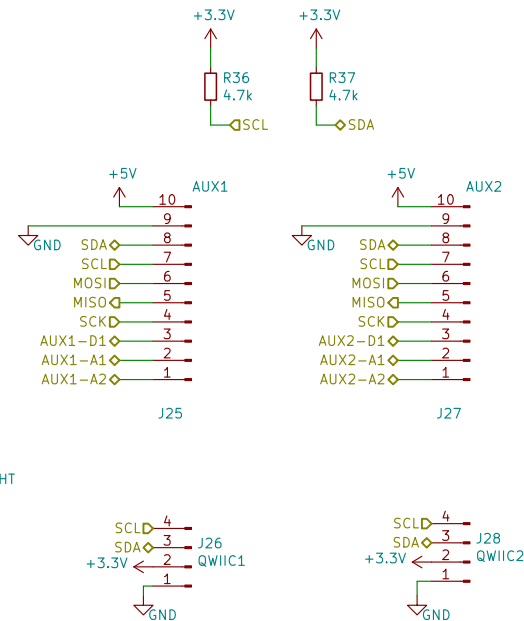 +3.3V +3.3V
R36 R37
4.7k 4.7k
SCL SDA
+5V AUX1 +5V AUX2
10 10
9 9
GND GND
SDA 8 SDA 8
SCL 7 SCL 7
MOSI 6 MOSI 6
MISO 5 MISO 5
SCK 4 SCK 4
AUX1-D1 3 AUX2-D1 3
AUX1-A1 2 AUX2-A1 2
AUX1-A2 1 AUX2-A2 1
J25 J27
HT
SCL 4 SCL 4
SDA 3 J26 SDA 3 J28
+3.3V 2 QWIIC1 +3.3V 2 QWIIC2
1 1
GND GND